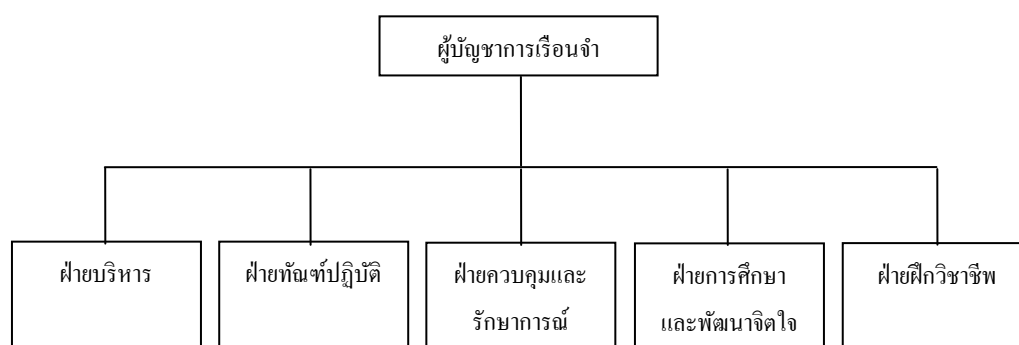 ผู้บัญชาการเรือนจำ
ฝ่ายบริหาร
ฝ่ายทัณฑ์ปฏิบัติ
ฝ่ายควบคุมและ
รักษาการณ์
ฝ่ายการศึกษา
และพัฒนาจิตใจ
ฝ่ายฝึกวิชาชีพ